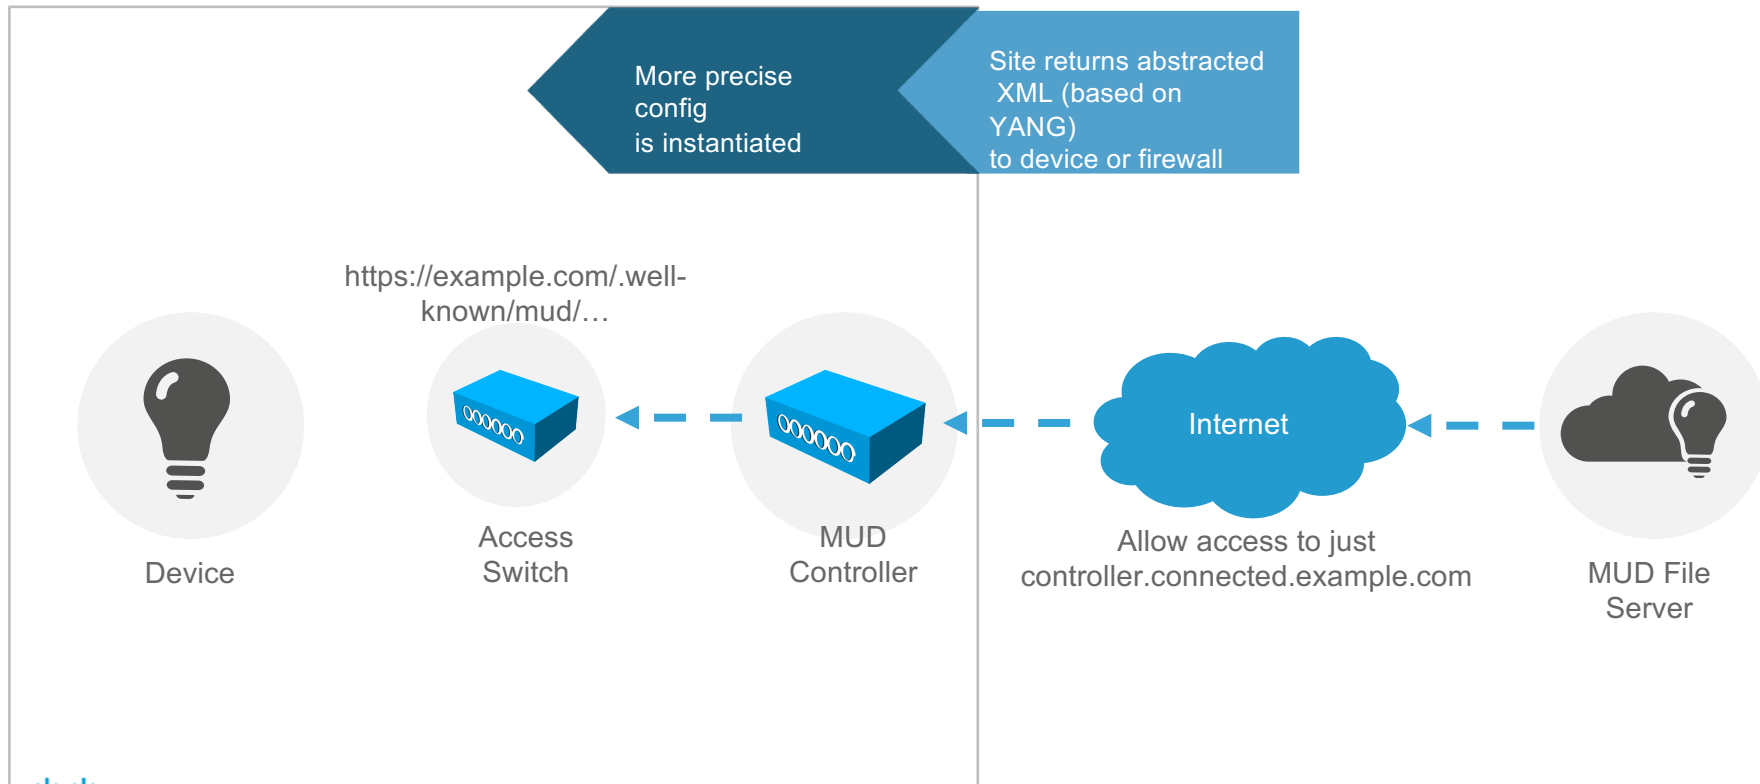 More precise
config
is instantiated
Site returns abstracted
XML (based on
YANG)
to device or firewall
https://example.com/.well-
known/mud/…
Internet
Device
Access
Switch
MUD
Controller
Allow access to just
controller.connected.example.com
MUD File
Server